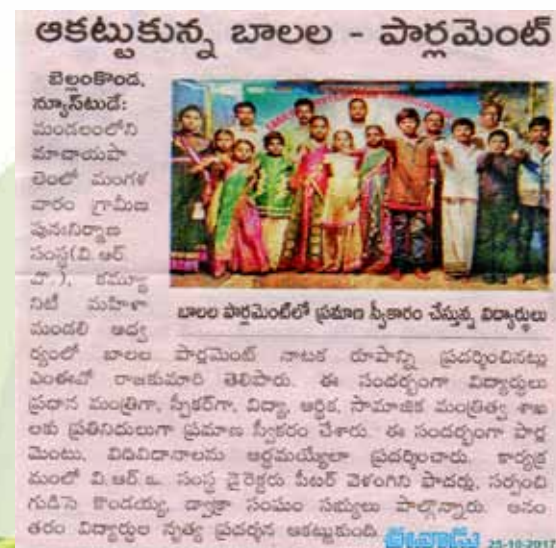 ఆకట్టుకున్న బాలల - పార్లమెంట్
బెల్లంకొండ,
న్యూస్‌టుడే:
మండలంలోని
మాచాయపా
లెంలో మంగళ
వారం గ్రామీణ
పునఃనిర్మాణ
సంస్థ(వి.ఆర్.
వొ.), కమ్యూ
నిటీ మహిళా
మండలి ఆధ్వ
ర్యంలో బాలల పార్లమెంట్ నాటక రూపాన్ని ప్రదర్శించినట్లు
ఎంఈవో రాజకుమారి తెలిపారు. ఈ సందర్భంగా విద్యార్థులు
ప్రధాన మంత్రిగా, స్పీకర్‌గా, విద్యా, ఆర్థిక, సామాజిక మంత్రిత్వ శాఖ
లకు ప్రతినిధులుగా ప్రమాణ స్వీకరం చేశారు. ఈ సందర్భంగా పార్ల
మెంటు, విధివిధానాలను అర్థమయ్యేలా ప్రదర్శించారు. కార్యక్ర
మంలో వి.ఆర్.ఒ. సంస్థ డైరెక్టరు పీటర్ వెళంగిని పాదర్లు, సర్పంచి
గుడిసె కొండయ్య, డ్వాక్రా సంఘం సభ్యులు పాల్గొన్నారు. అనం
తరం విద్యార్థుల నృత్య ప్రదర్శన ఆకట్టుకుంది.
బాలల పార్లమెంట్‌లో ప్రమాణ స్వీకారం చేస్తున్న విద్యార్థులు
ఈనాడు 25-10-2017